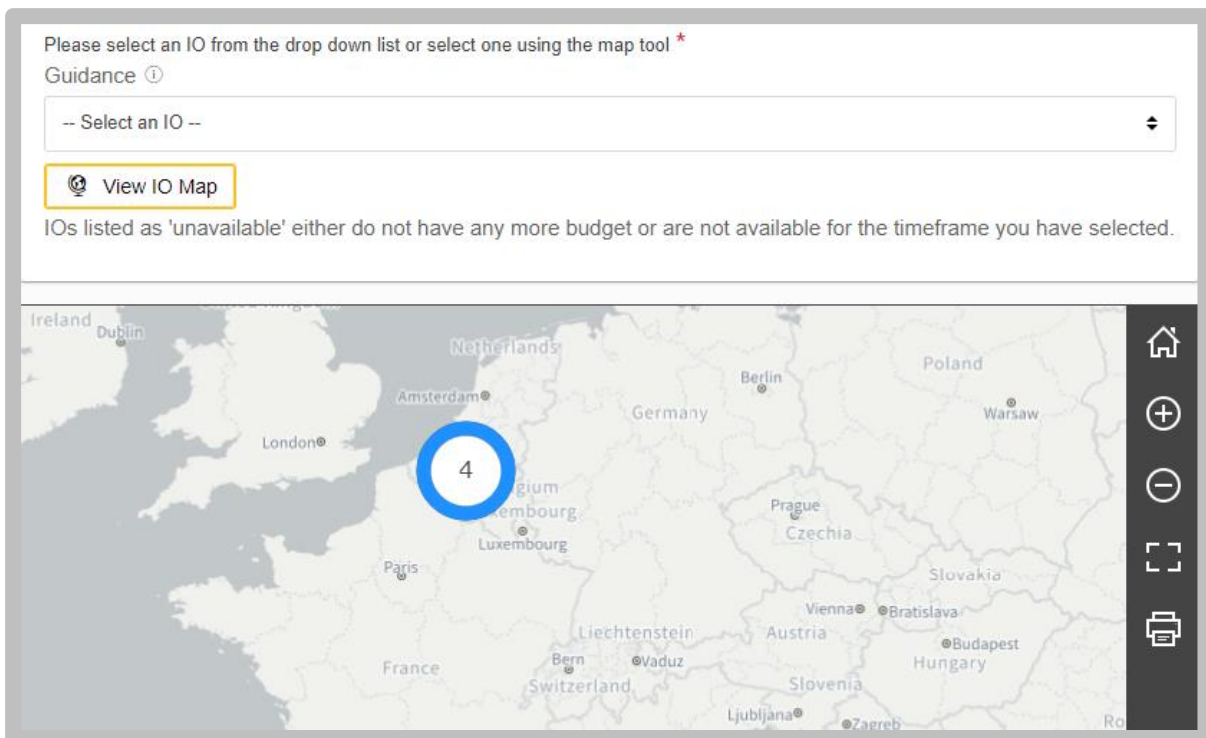 Please select an IO from the drop down list or select one using the map tool *
Guidance ⓘ
-- Select an IO --
View IO Map
IOs listed as 'unavailable' either do not have any more budget or are not available for the timeframe you have selected.
Ireland
Dublin
Netherlands
Berlin
Poland
Amsterdam
Germany
Warsaw
London
4
Prague
Czechia
Luxembourg
Paris
Slovakia
Vienna
Bratislava
Liechtenstein
Austria
Budapest
France
Bern
Vaduz
Hungary
Switzerland
Slovenia
Ljubljana
Zagreb
Ro